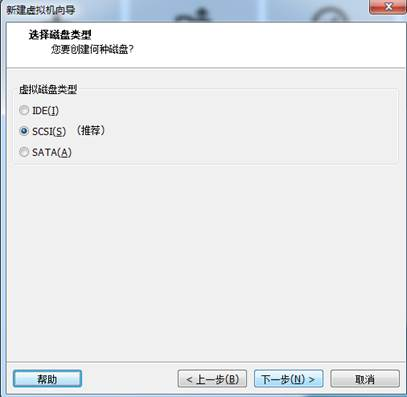 新建虚拟机向导
选择磁盘类型
您要创建何种磁盘?
虚拟磁盘类型
IDE(I)
SCSI(S) （推荐）
SATA(A)
帮助 < 上一步(B) 下一步(N) > 取消